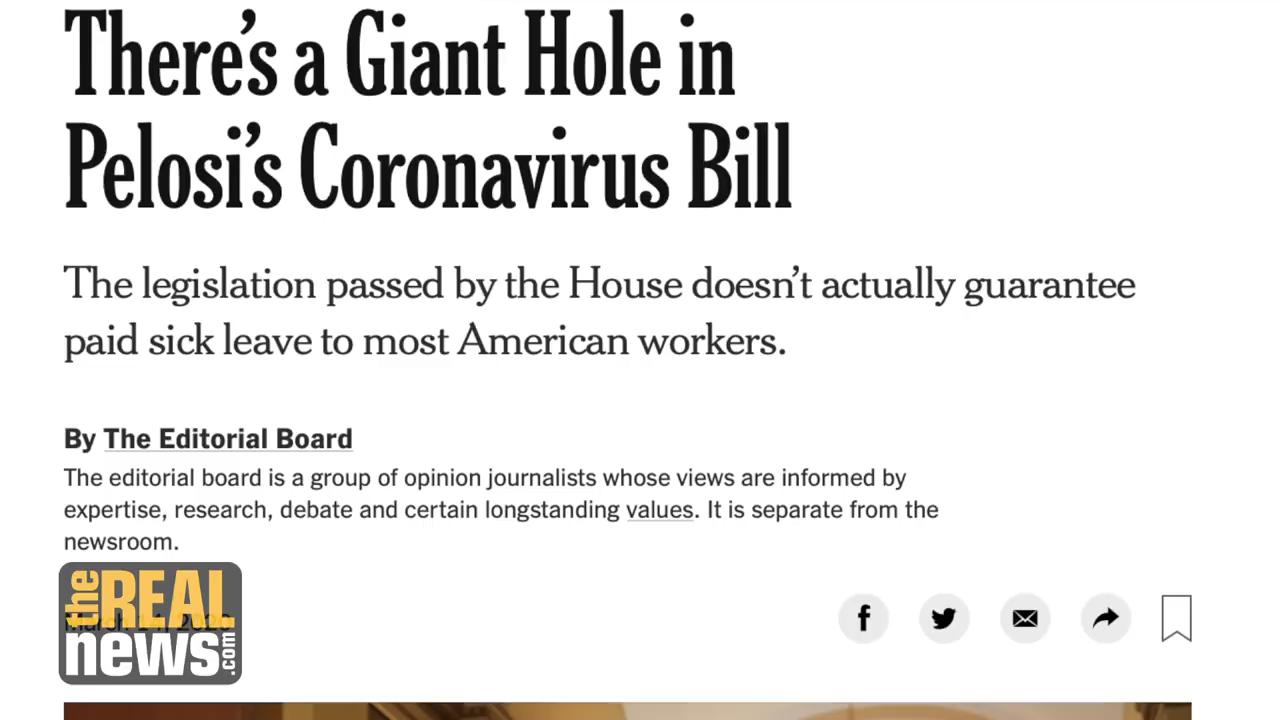 There’s a Giant Hole in
Pelosi’s Coronavirus Bill
The legislation passed by the House doesn’t actually guarantee
paid sick leave to most American workers.
By The Editorial Board
The editorial board is a group of opinion journalists whose views are informed by
expertise, research, debate and certain longstanding values. It is separate from the
newsroom.
March 14, 2020
the REAL
news.com